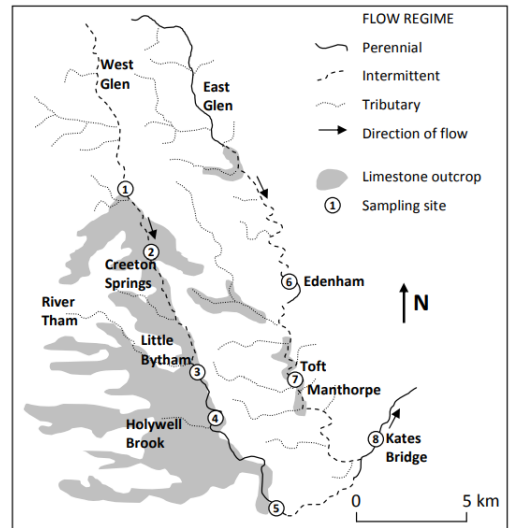 FLOW REGIME
Perennial
Intermittent
Tributary
Direction of flow
Limestone outcrop
1 Sampling site
West
Glen
East
Glen
1
2
Creeton
Springs
6 Edenham
N
River
Tham
Little
Bytham
3
Toft
7
Manthorpe
4
Holywell
Brook
8 Kates
Bridge
5
0 5 km